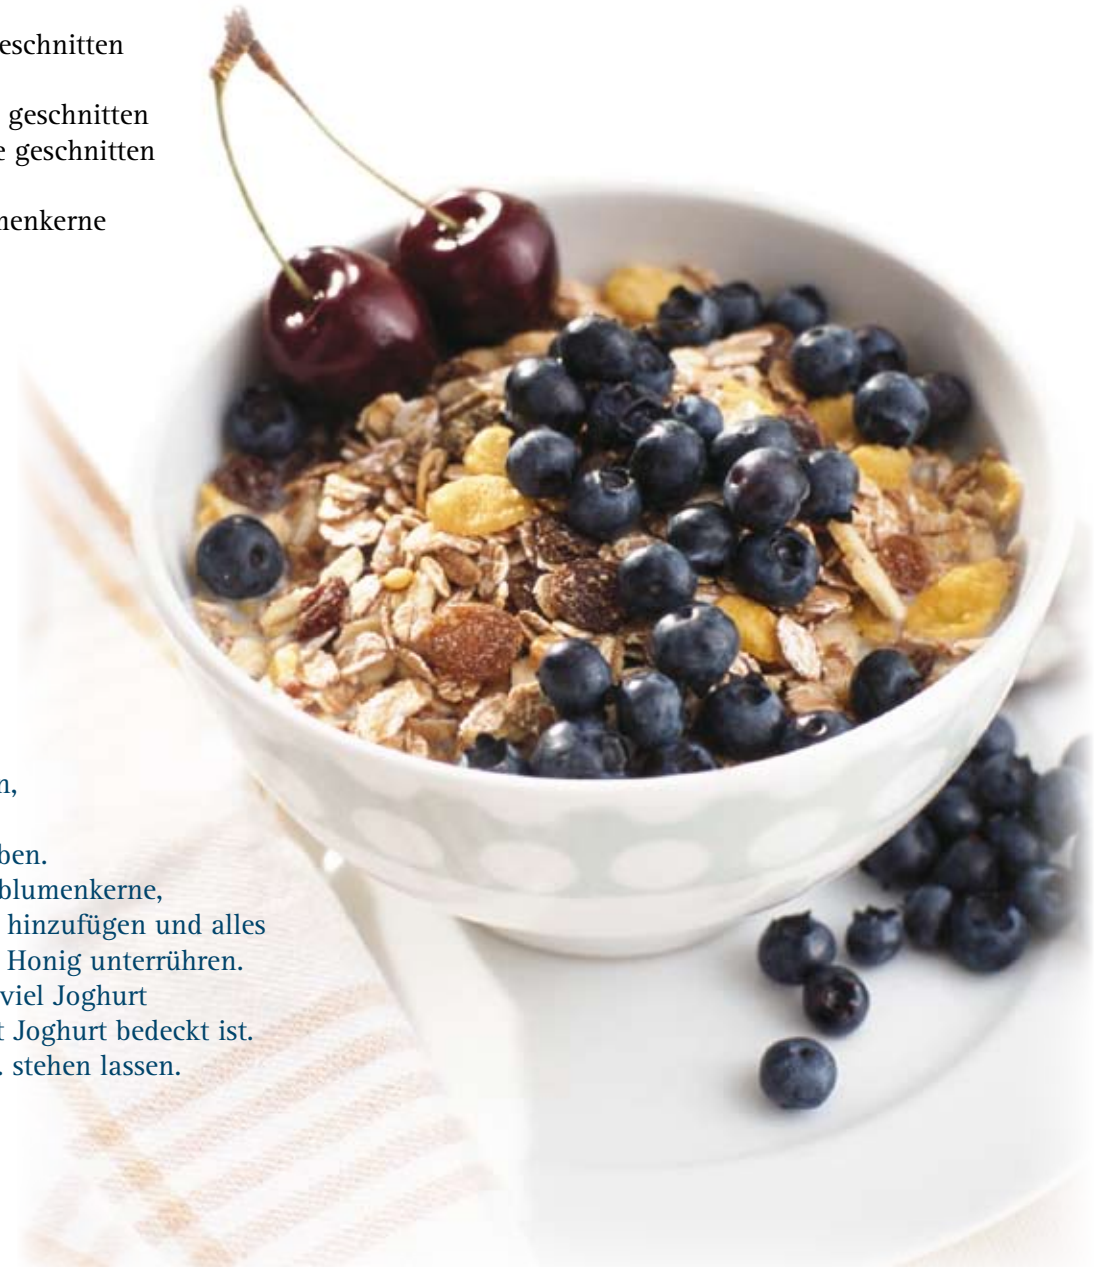 eschnitten
geschnitten
e geschnitten
nenkerne
n,
ben.
blumenkerne,
hinzufügen und alles
Honig unterrühren.
viel Joghurt
t Joghurt bedeckt ist.
. stehen lassen.